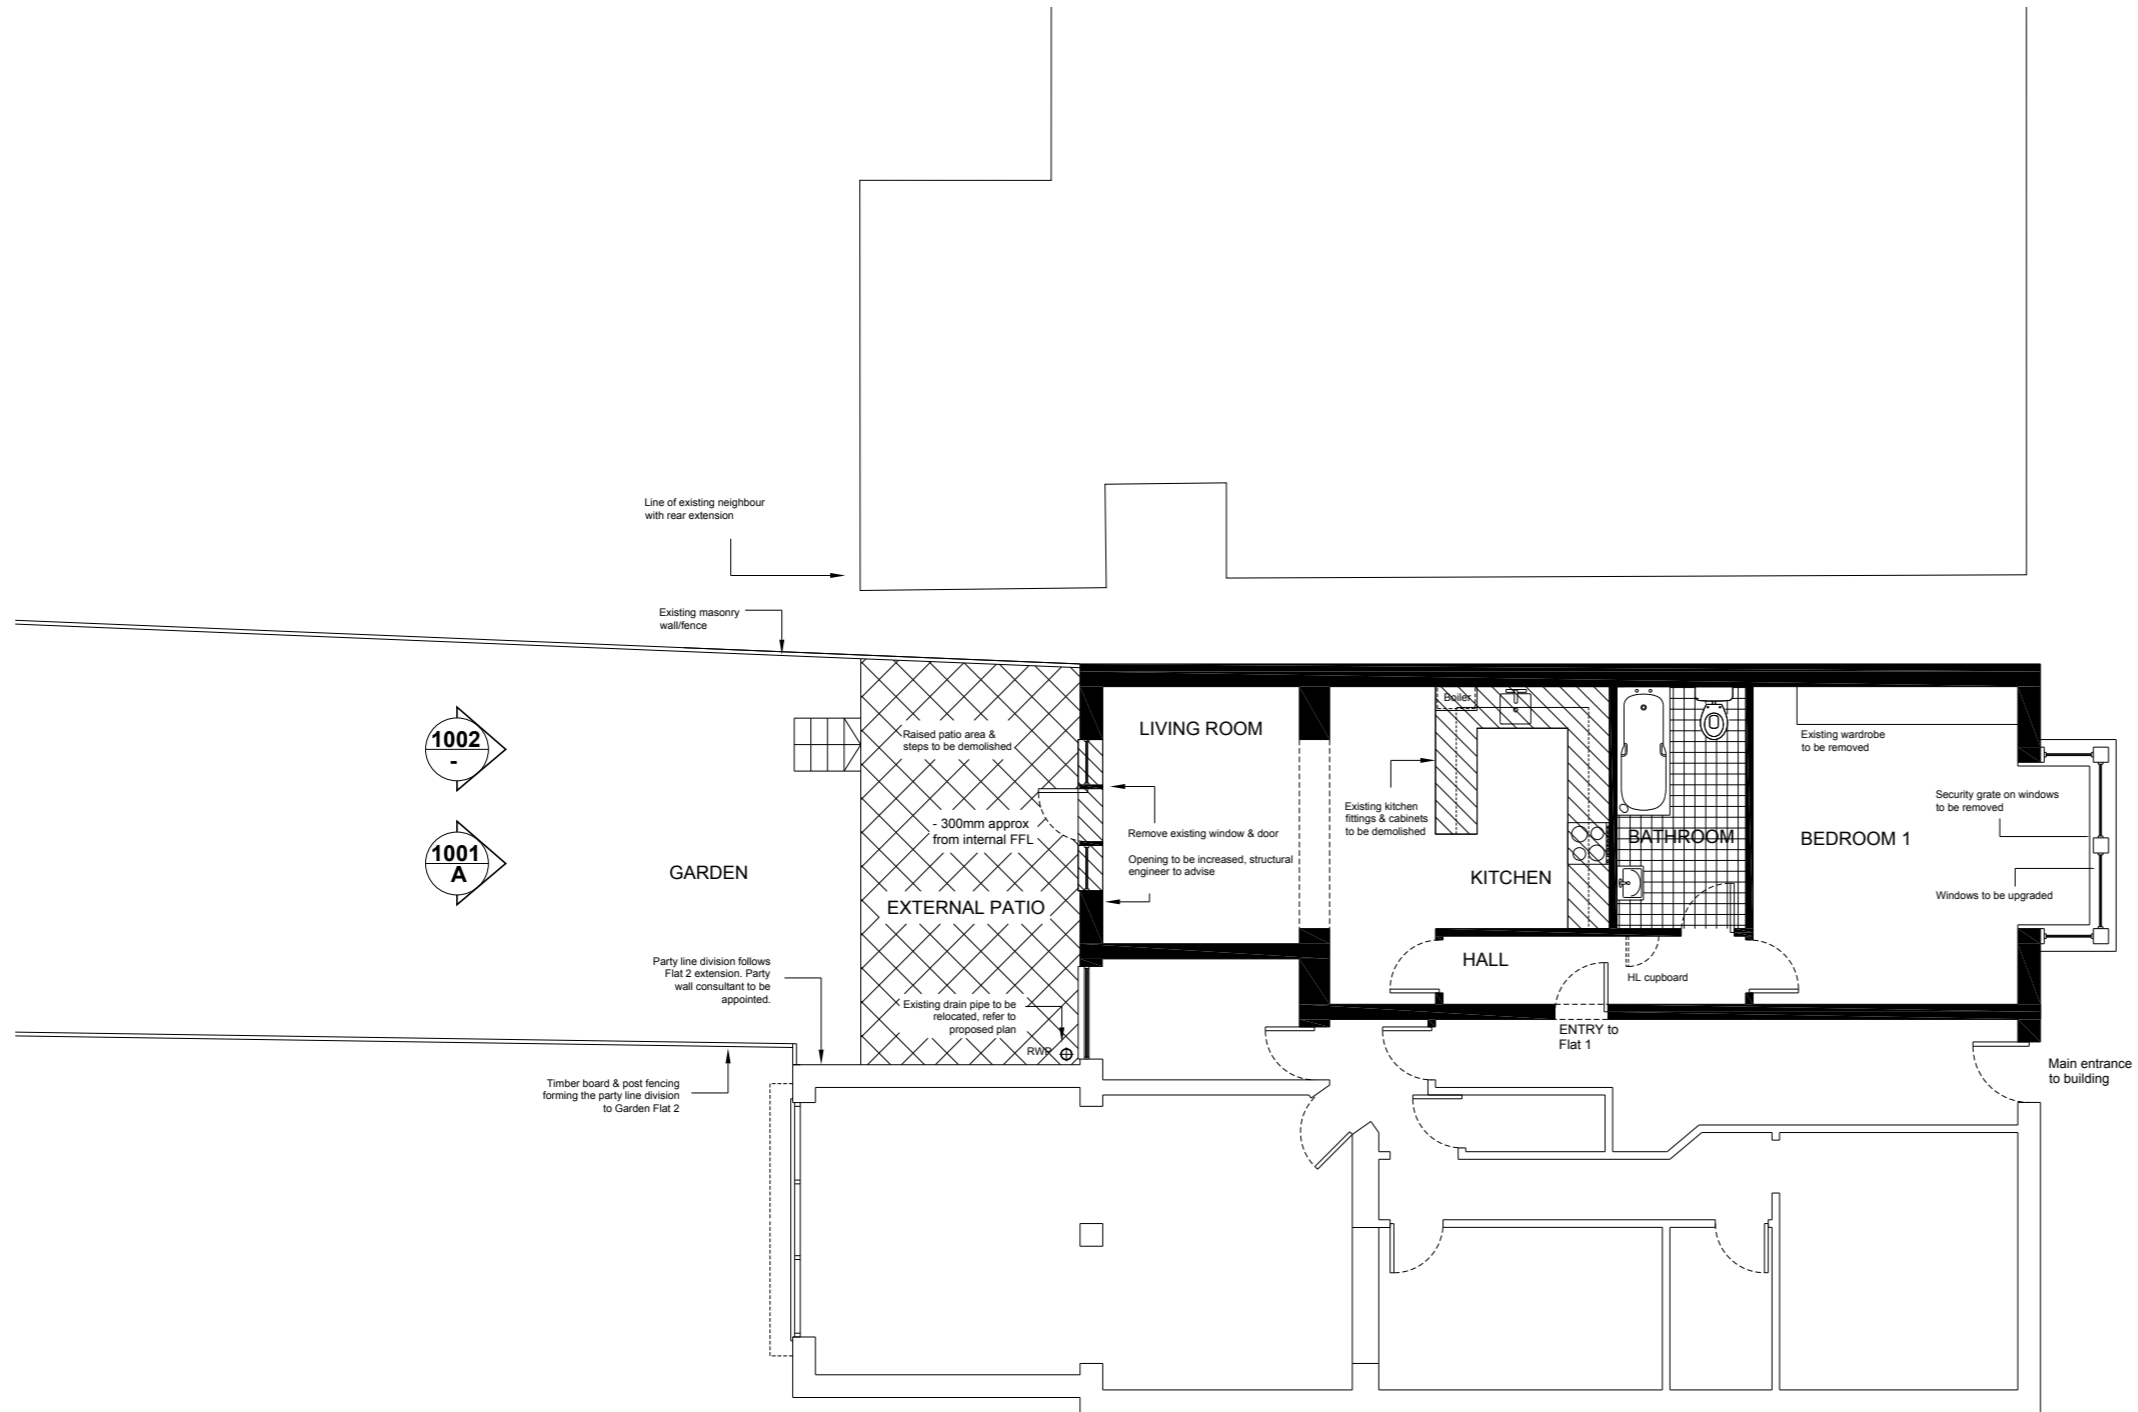 Line of existing neighbour
with rear extension
Existing masonry
wall/fence
1002
-
1001
A
GARDEN
Raised patio area &
steps to be demolished
- 300mm approx
from internal FFL
EXTERNAL PATIO
Party line division follows
Flat 2 extension. Party
wall consultant to be
appointed.
Existing drain pipe to be
relocated, refer to
proposed plan
RWP
Timber board & post fencing
forming the party line division
to Garden Flat 2
LIVING ROOM
Remove existing window & door
Opening to be increased, structural
engineer to advise
Boiler
Existing kitchen
fittings & cabinets
to be demolished
KITCHEN
BATHROOM
HALL
HL cupboard
ENTRY to
Flat 1
Existing wardrobe
to be removed
BEDROOM 1
Security grate on windows
to be removed
Windows to be upgraded
Main entrance
to building